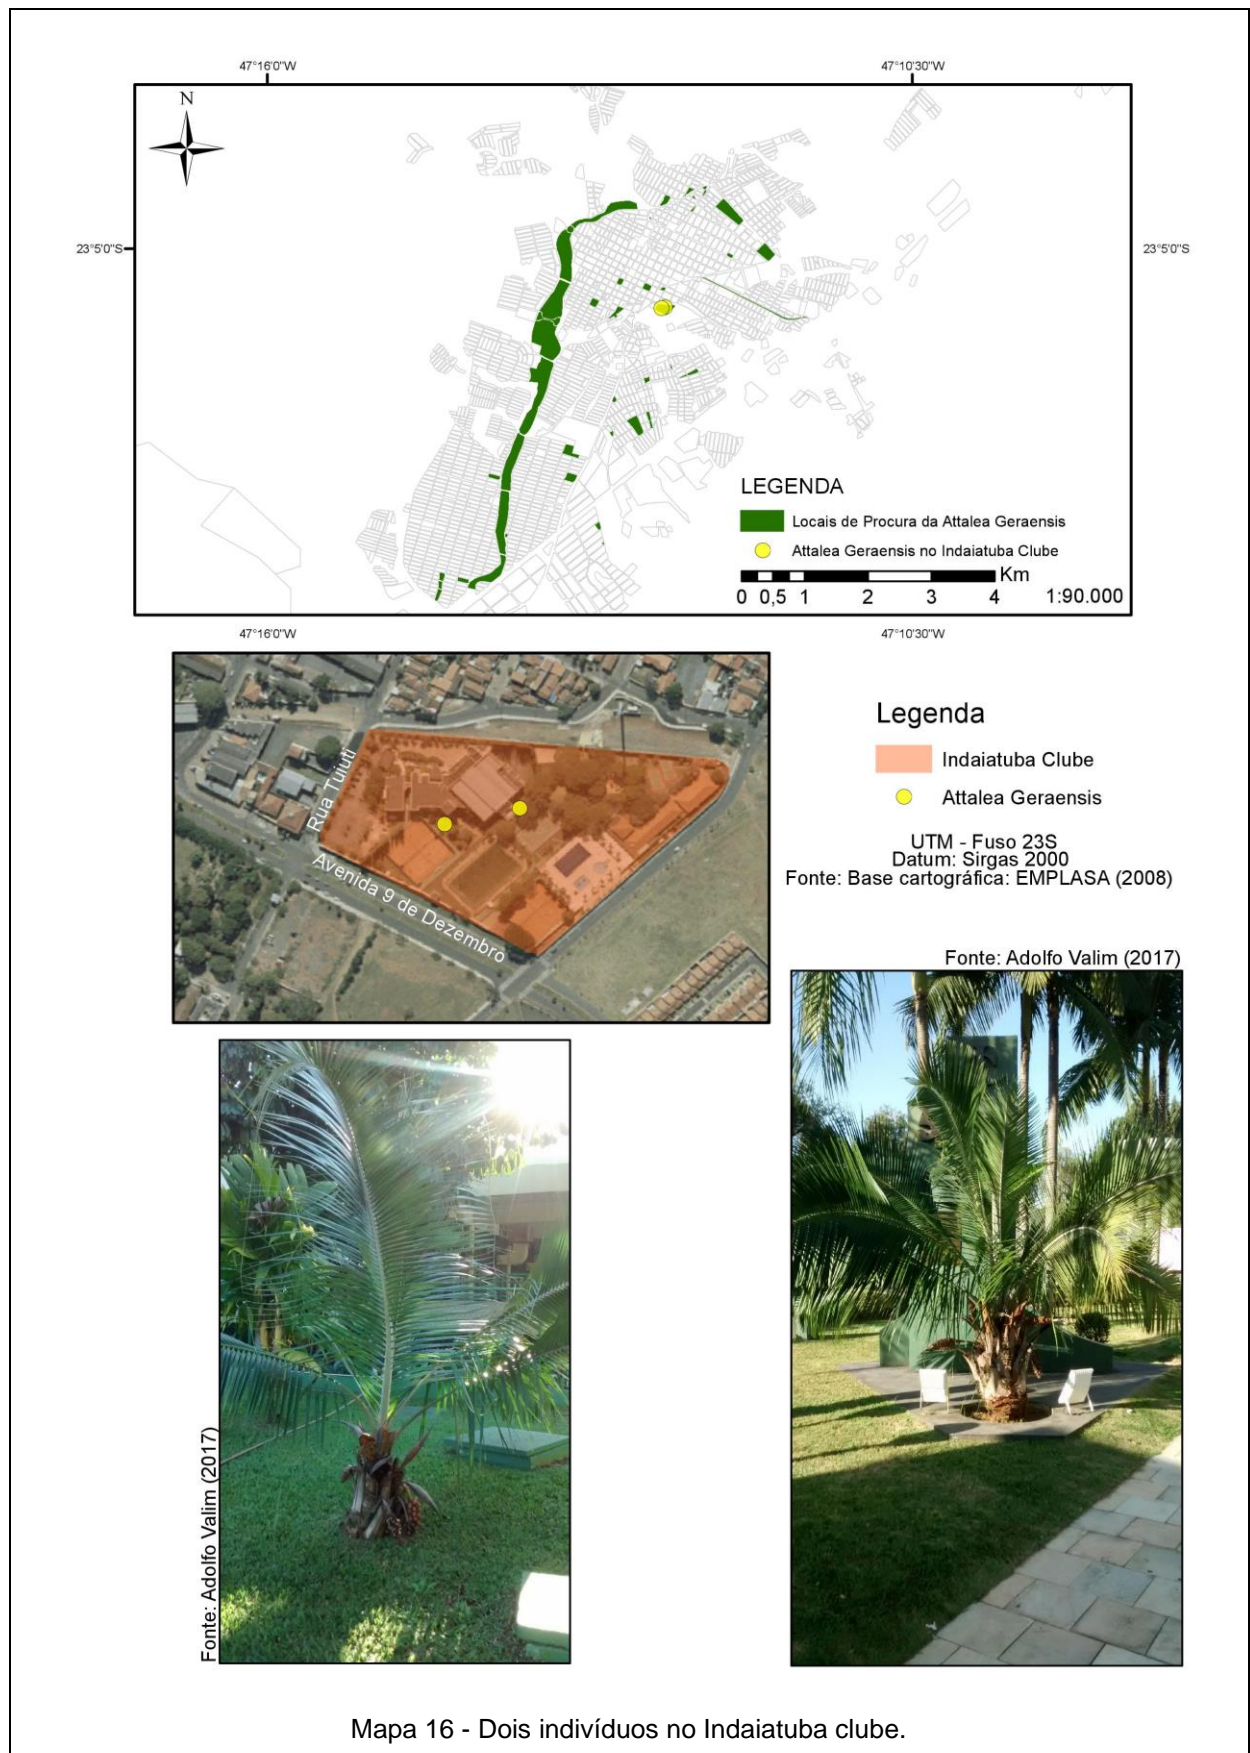 47°16'0"W
47°10'30"W
N
23°5'0"S
23°5'0"S
LEGENDA
Locais de Procura da Attalea Geraensis
Attalea Geraensis no Indaiatuba Clube
Km
0 0,5 1 2 3 4 1:90.000
47°16'0"W
47°10'30"W
Rua Tuiuti
Avenida 9 de Dezembro
Legenda
Indaiatuba Clube
Attalea Geraensis
UTM - Fuso 23S
Datum: Sirgas 2000
Fonte: Base cartográfica: EMPLASA (2008)
Fonte: Adolfo Valim (2017)
Fonte: Adolfo Valim (2017)
Mapa 16 - Dois indivíduos no Indaiatuba clube.